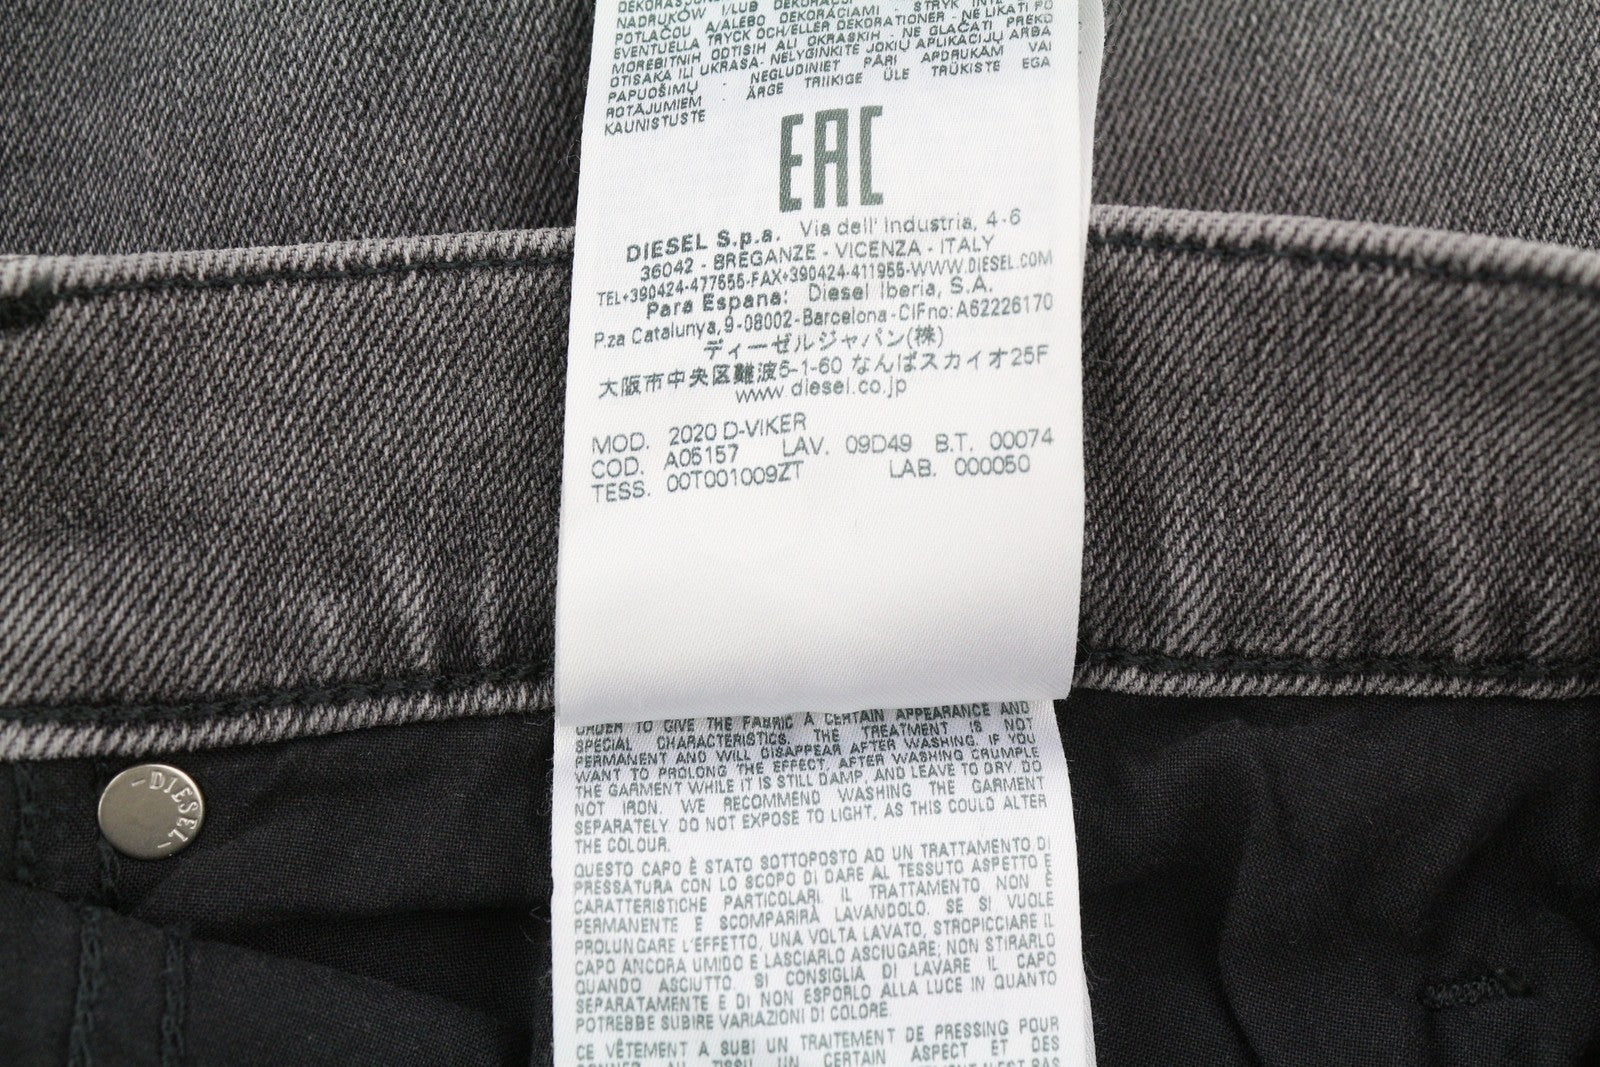 NADRUKÓW I/LUB DEKORACJI
POTLAČOU A/ALEBO DEKORÁCIAMI - STRYK INTE
EVENTUELLA TRYCK OCH/ELLER DEKORATIONER - NE LIKATI PO
MOREBITNIH ODTISIH ALI OKRASKIH - NE GLAČATI PREKO
OTISAKA ILI UKRASA - NELYGINKITE JOKIŲ APLIKACIJŲ ARBA
PAPUOŠIMŲ - NEGLUDINIET PĀRI APDRUKĀM VAI
ROTĀJUMIEM - ÄRGE TRIIKIGE ÜLE TRÜKISTE EGA
KAUNISTUSTE
EAC
DIESEL S.p.a. Via dell' Industria, 4-6
36042 - BREGANZE - VICENZA - ITALY
TEL+390424-477555-FAX+390424-411955-WWW.DIESEL.COM
Para Espana: Diesel Iberia, S.A.
P.za Catalunya, 9-08002-Barcelona-CIFno: A62226170
ディーゼルジャパン(株)
大阪市中央区難波5-1-60 なんばスカイオ25F
www diesel.co.jp
MOD. 2020 D-VIKER
COD. A05157 LAV. 09D49 B.T. 00074
TESS. 00T001009ZT LAB. 000050
ORDER TO GIVE THE FABRIC A CERTAIN APPEARANCE AND
SPECIAL CHARACTERISTICS. THE TREATMENT IS NOT
PERMANENT AND WILL DISAPPEAR AFTER WASHING. IF YOU
WANT TO PROLONG THE EFFECT, AFTER WASHING CRUMPLE
THE GARMENT WHILE IT IS STILL DAMP, AND LEAVE TO DRY. DO
NOT IRON. WE RECOMMEND WASHING THE GARMENT
SEPARATELY. DO NOT EXPOSE TO LIGHT, AS THIS COULD ALTER
THE COLOUR.
QUESTO CAPO È STATO SOTTOPOSTO AD UN TRATTAMENTO DI
PRESSATURA CON LO SCOPO DI DARE AL TESSUTO ASPETTO E
CARATTERISTICHE PARTICOLARI. IL TRATTAMENTO NON È
PERMANENTE E SCOMPARIRÀ LAVANDOLO. SE SI VUOLE
PROLUNGARE L'EFFETTO, UNA VOLTA LAVATO, STROPICCIARE IL
CAPO ANCORA UMIDO E LASCIARLO ASCIUGARE; NON STIRARLO
QUANDO ASCIUTTO. SI CONSIGLIA DI LAVARE IL CAPO
SEPARATAMENTE E DI NON ESPORLO ALLA LUCE IN QUANTO
POTREBBE SUBIRE VARIAZIONI DI COLORE.
CE VÊTEMENT A SUBI UN TRAITEMENT DE PRESSING POUR
DONNER AU TISSU UN CERTAIN ASPECT ET DES
-DIESEL-